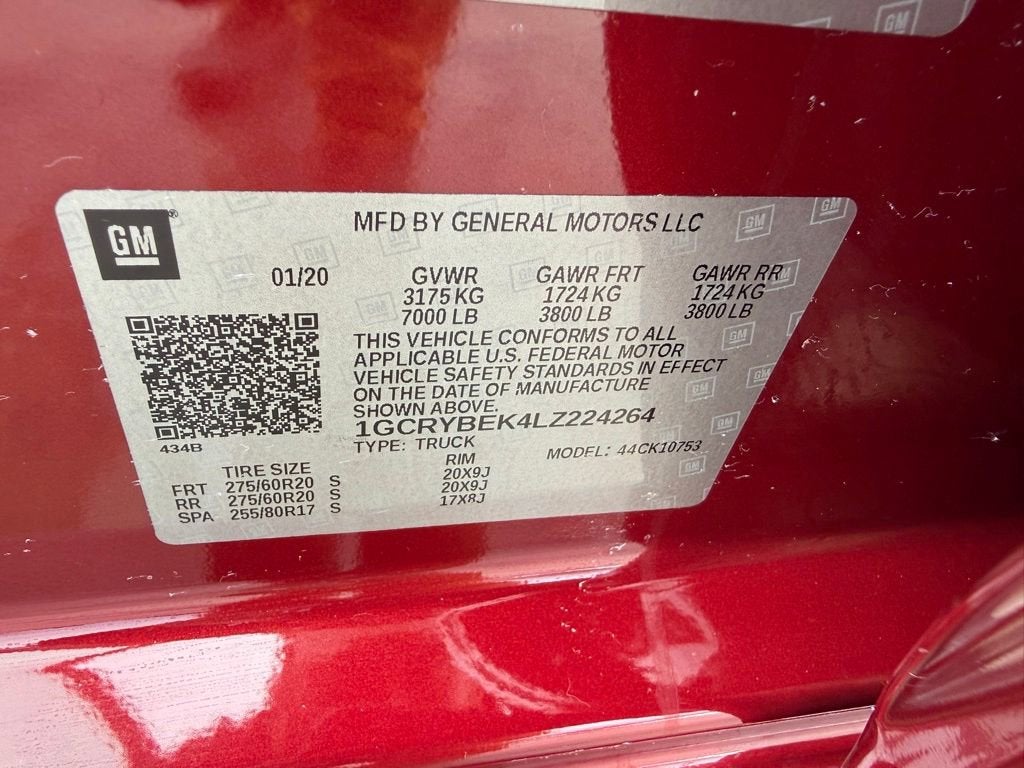 GM
MFD BY GENERAL MOTORS LLC
01/20 GVWR GAWR FRT GAWR RR
3175 KG 1724 KG 1724 KG
7000 LB 3800 LB 3800 LB
THIS VEHICLE CONFORMS TO ALL
APPLICABLE U.S. FEDERAL MOTOR
VEHICLE SAFETY STANDARDS IN EFFECT
ON THE DATE OF MANUFACTURE
SHOWN ABOVE.
1GCRYBEK4LZ224264
434B TYPE: TRUCK MODEL: 44CK10753
TIRE SIZE RIM
FRT 275/60R20 S 20X9J
RR 275/60R20 S 20X9J
SPA 255/80R17 S 17X8J